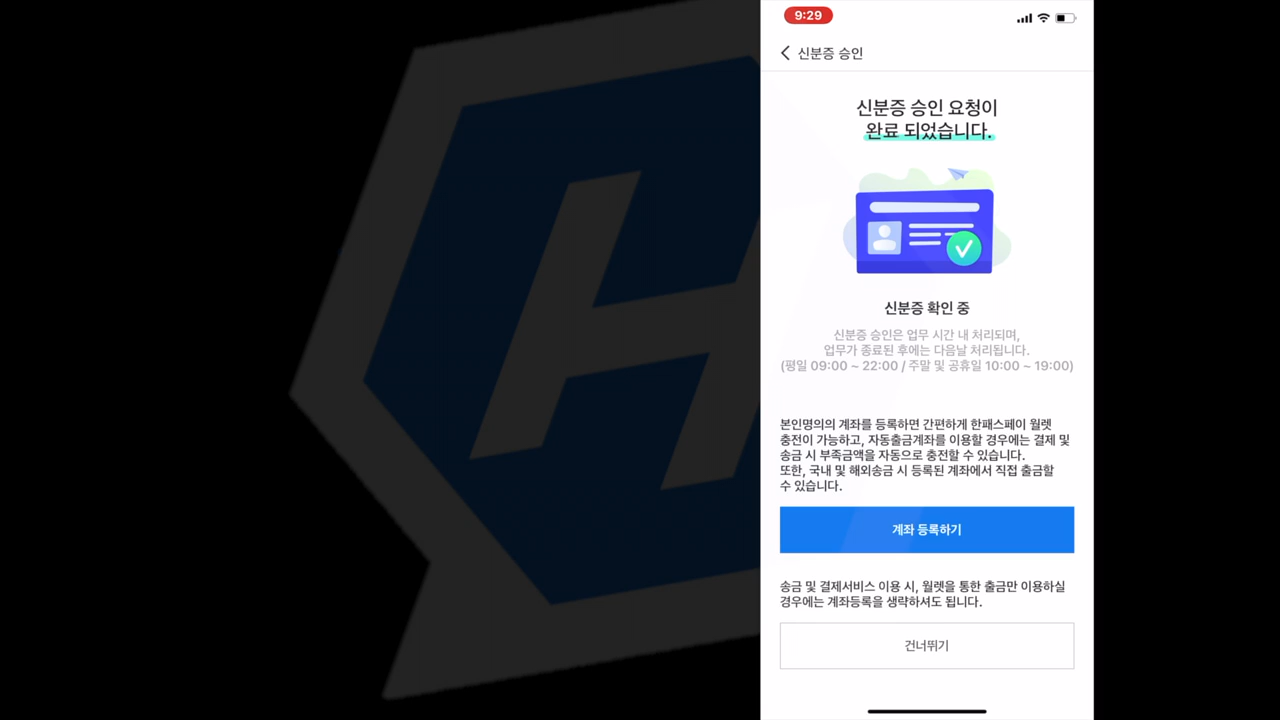 9:29
신분증 승인
신분증 승인 요청이
완료 되었습니다.
신분증 확인 중
신분증 승인은 업무 시간 내 처리되며,
업무가 종료된 후에는 다음날 처리됩니다.
(평일 09:00 ~ 22:00 / 주말 및 공휴일 10:00 ~ 19:00)
본인명의의 계좌를 등록하면 간편하게 한패스페이 월렛
충전이 가능하고, 자동출금계좌를 이용할 경우에는 결제 및
송금 시 부족금액을 자동으로 충전할 수 있습니다.
또한, 국내 및 해외송금 시 등록된 계좌에서 직접 출금할
수 있습니다.
계좌 등록하기
송금 및 결제서비스 이용 시, 월렛을 통한 출금만 이용하실
경우에는 계좌등록을 생략하셔도 됩니다.
건너뛰기